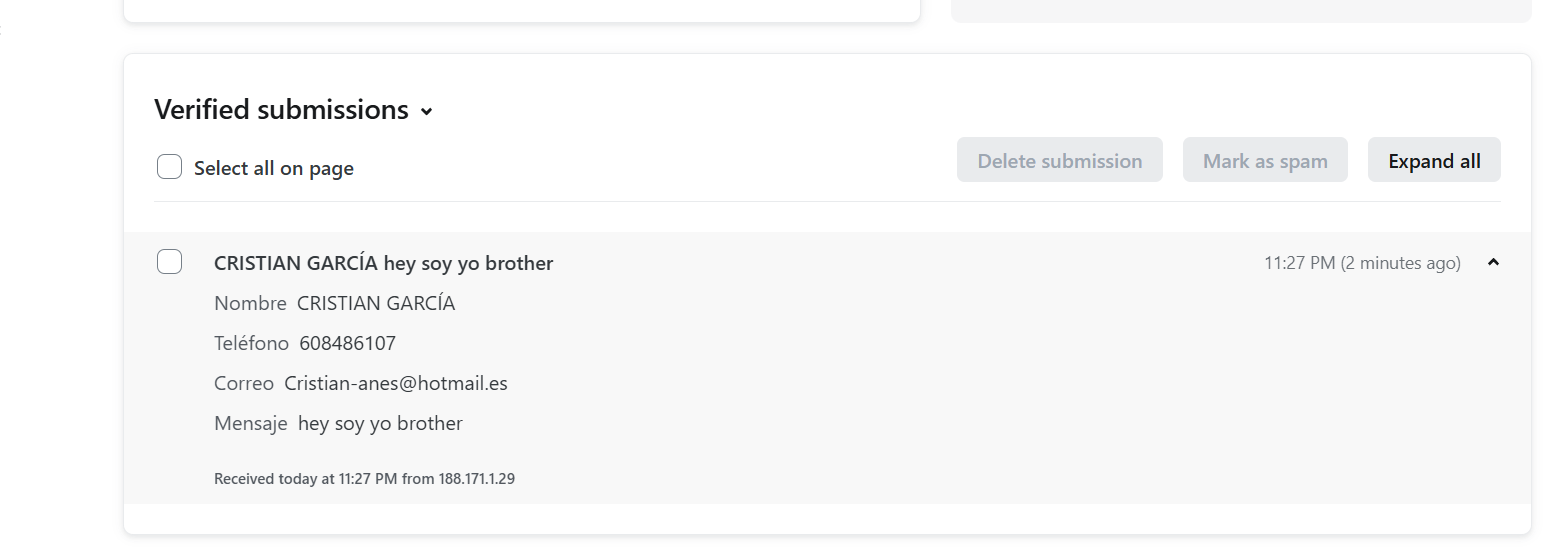 Verified submissions
Select all on page
Delete submission
Mark as spam
Expand all
CRISTIAN GARCÍA hey soy yo brother
11:27 PM (2 minutes ago)
Nombre CRISTIAN GARCÍA
Teléfono 608486107
Correo Cristian-anes@hotmail.es
Mensaje hey soy yo brother
Received today at 11:27 PM from 188.171.1.29